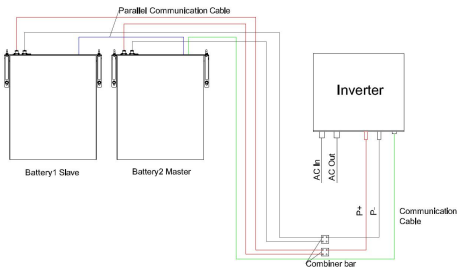 Parallel Communication Cable
Inverter
Battery1 Slave
Battery2 Master
AC In
AC Out
P+
P-
Communication
Cable
Combiner bar